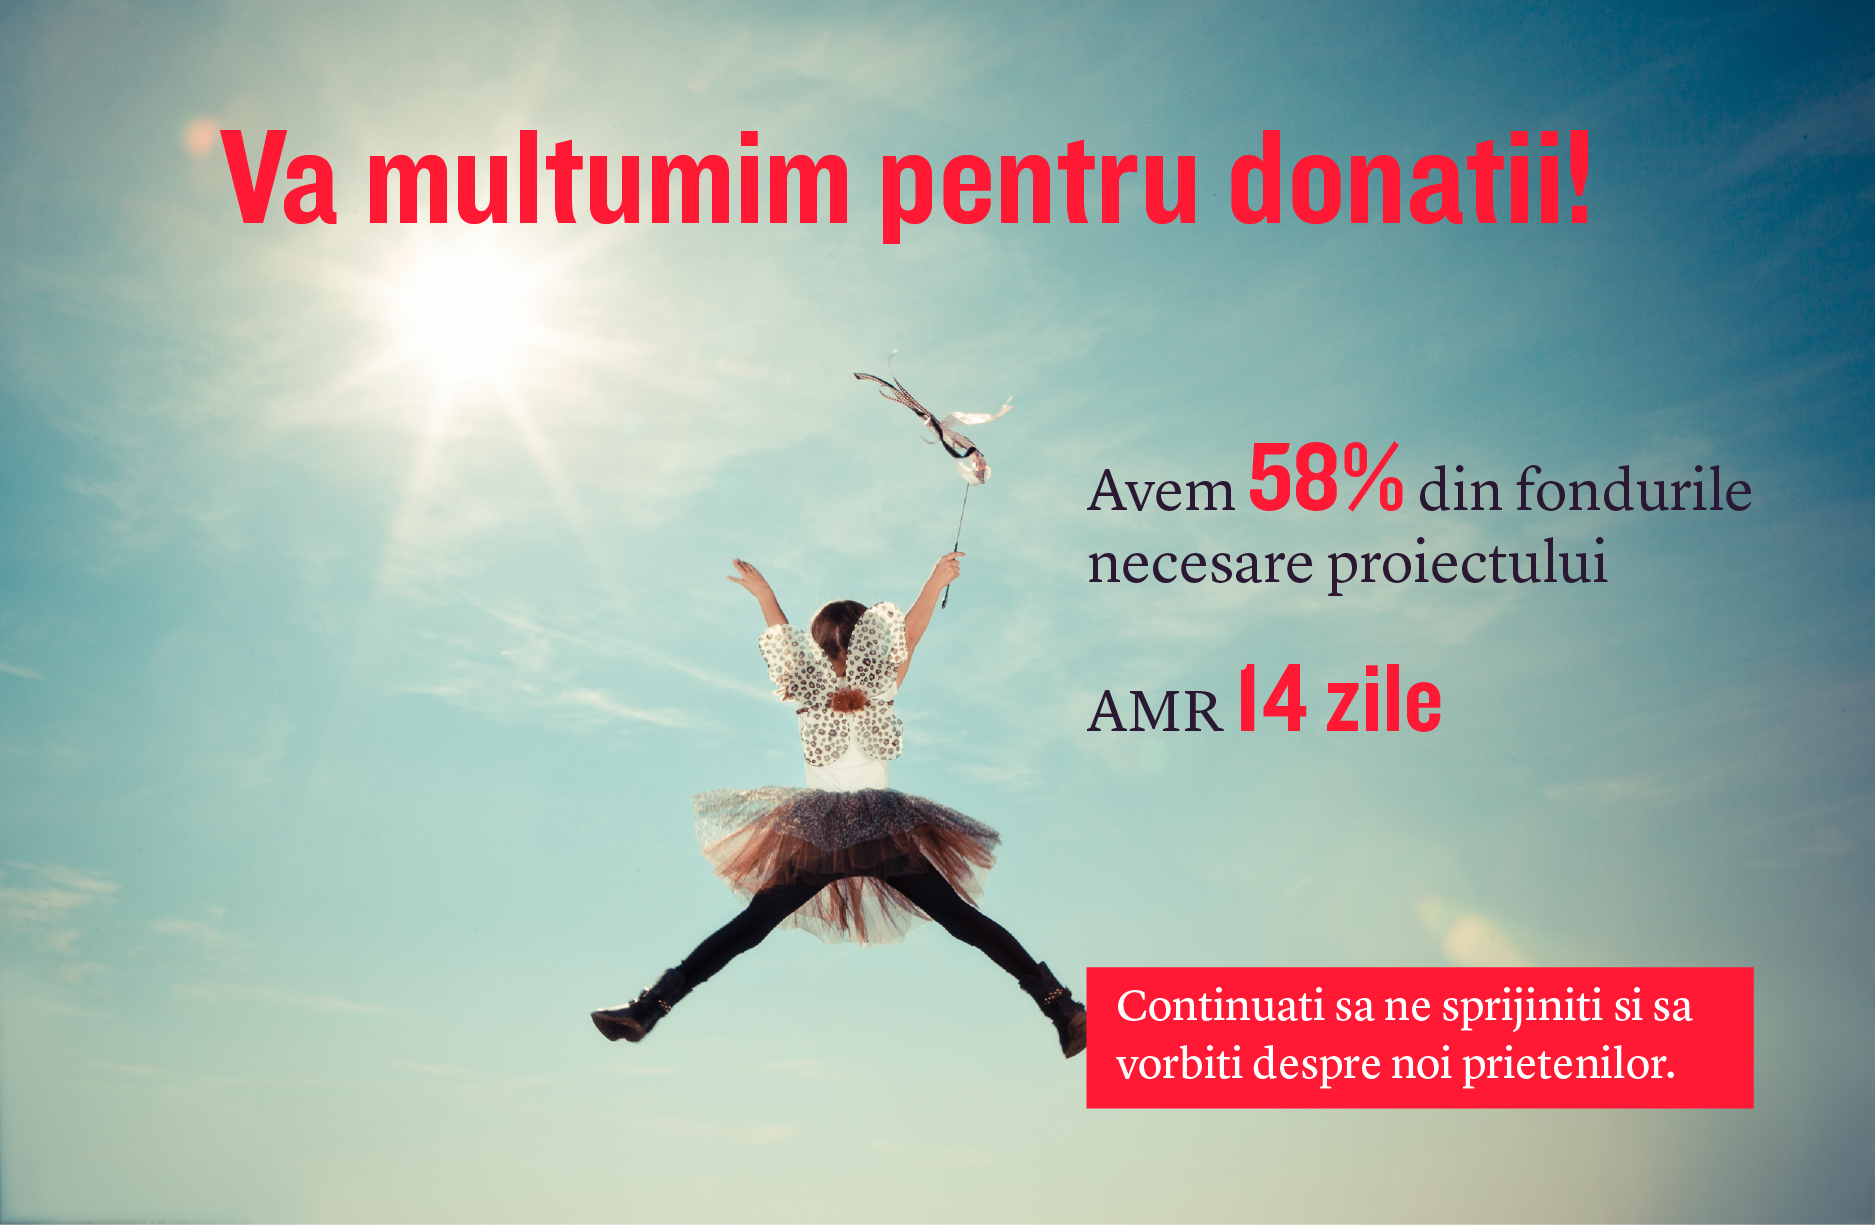 Va multumim pentru donatii!
Avem 58% din fondurile
necesare proiectului
AMR 14 zile
Continuati sa ne sprijiniti si sa
vorbiti despre noi prietenilor.